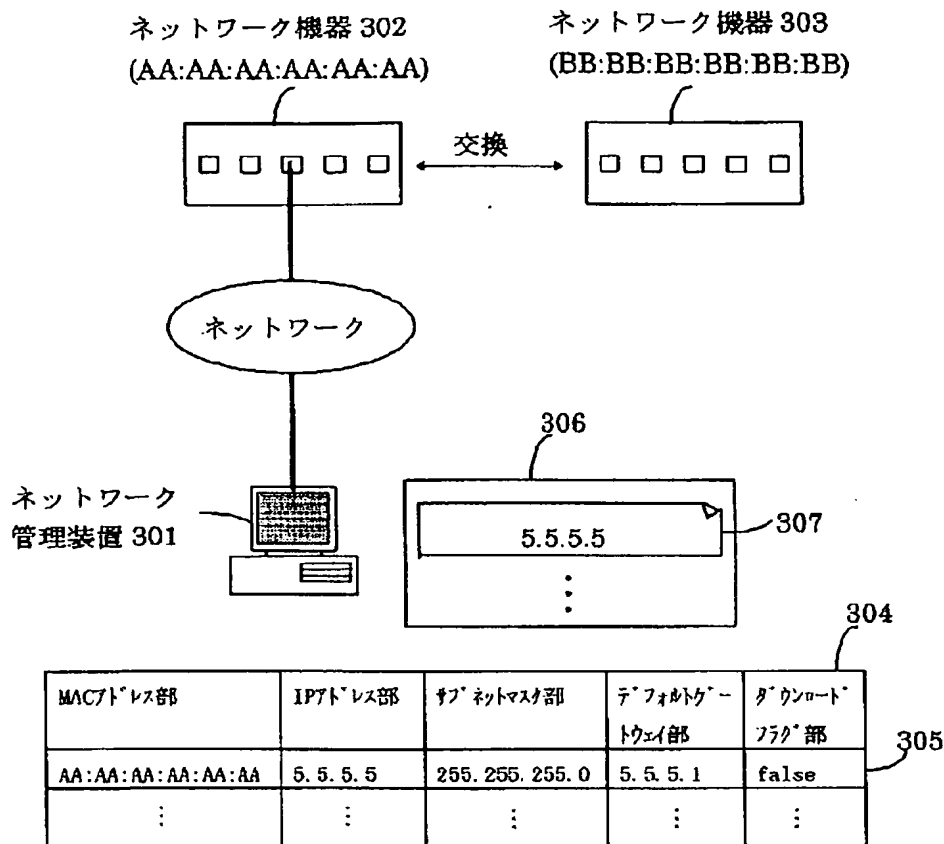 ネットワーク機器 302
(AA:AA:AA:AA:AA:AA)
ネットワーク機器 303
(BB:BB:BB:BB:BB:BB)
交換
ネットワーク
ネットワーク
管理装置 301
306
5.5.5.5
307
304
MACｱﾄﾞﾚｽ部
IPｱﾄﾞﾚｽ部
ｻﾌﾞﾈｯﾄﾏｽｸ部
ﾃﾞﾌｫﾙﾄｹﾞｰ
ﾄｳｪｲ部
ﾀﾞｳﾝﾛｰﾄﾞ
ﾌﾗｸﾞ部
305
AA:AA:AA:AA:AA:AA
5.5.5.5
255.255.255.0
5.5.5.1
false